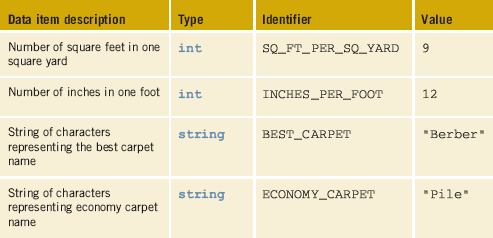 Data item description Type Identifier Value
Number of square feet in one int SQ_FT_PER_SQ_YARD 9
square yard
Number of inches in one foot int INCHES_PER_FOOT 12
String of characters string BEST_CARPET "Berber"
representing the best carpet
name
String of characters string ECONOMY_CARPET "Pile"
representing economy carpet
name